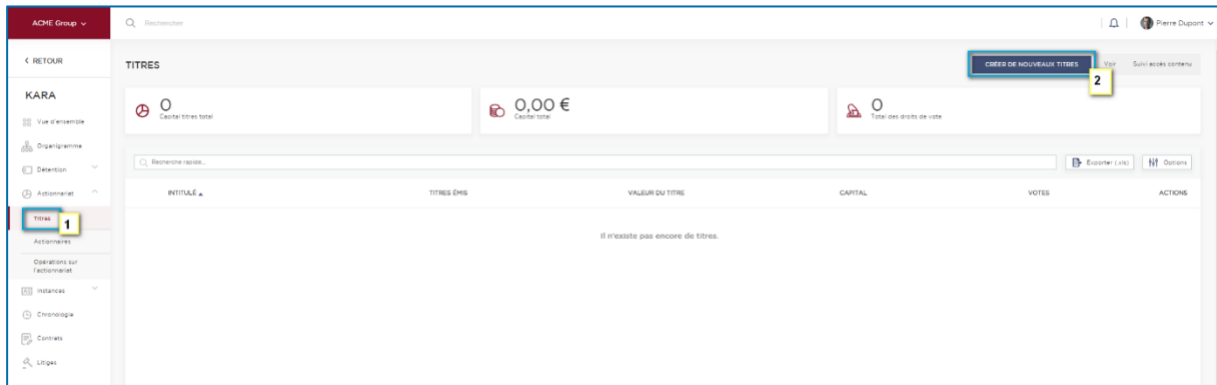 ACME Group
Rechercher
Pierre Dupont
< RETOUR
TITRES
CRÉER DE NOUVEAUX TITRES
Voir
Suivi accès contenu
2
KARA
0
Capital titres total
0,00 €
Capital total
0
Total des droits de vote
Vue d'ensemble
Organigramme
Détention
Actionnariat
Titres
1
Actionnaires
Opérations sur
l'actionnariat
Instances
Chronologie
Contrats
Litiges
Recherche rapide...
Exporter (.xls)
Options
INTITULÉ
TITRES ÉMIS
VALEUR DU TITRE
CAPITAL
VOTES
ACTIONS
Il n'existe pas encore de titres.